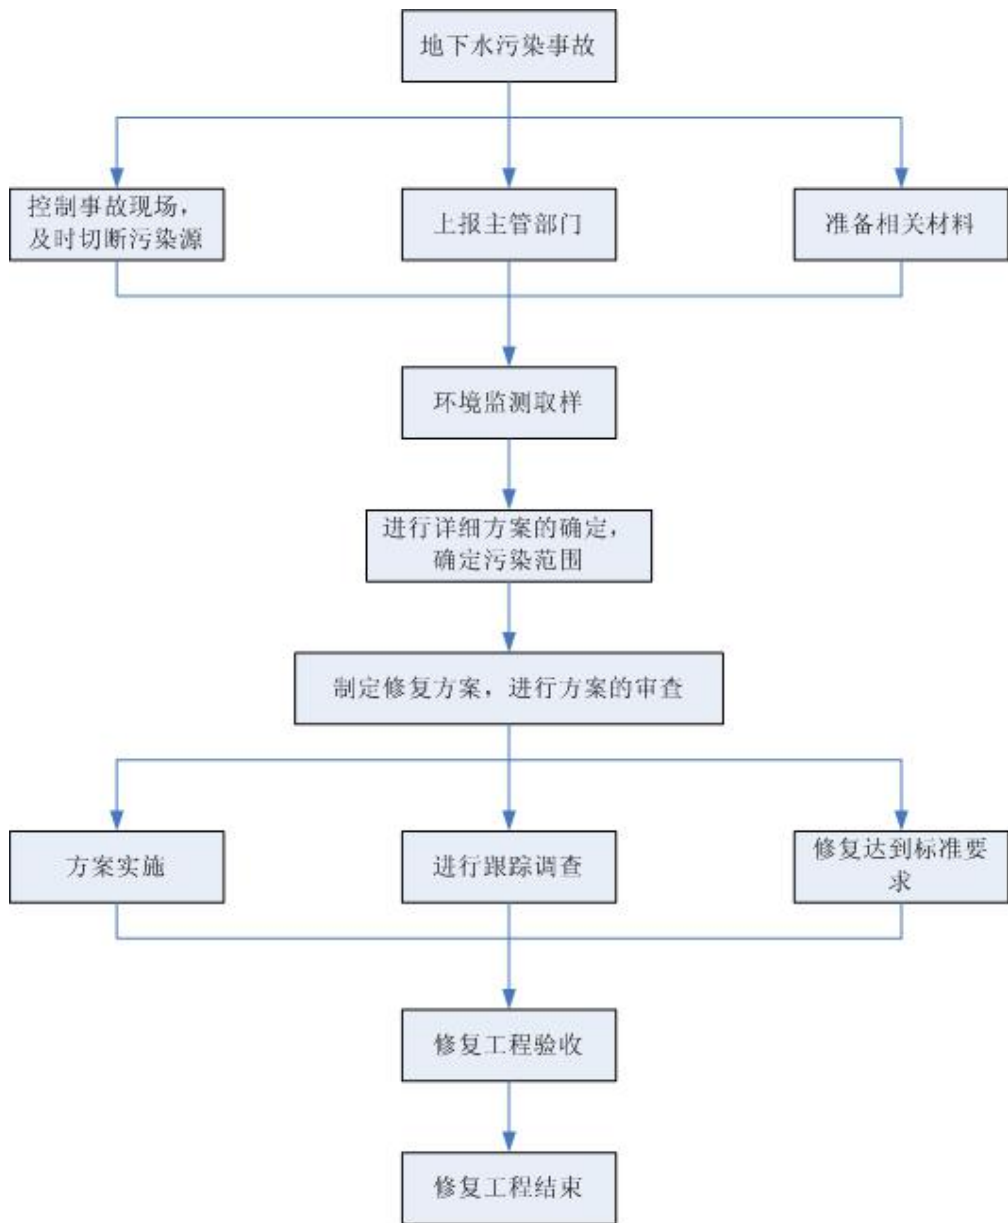 地下水污染事故
控制事故现场，
及时切断污染源
上报主管部门
准备相关材料
环境监测取样
进行详细方案的确定，
确定污染范围
制定修复方案，进行方案的审查
方案实施
进行跟踪调查
修复达到标准要
求
修复工程验收
修复工程结束